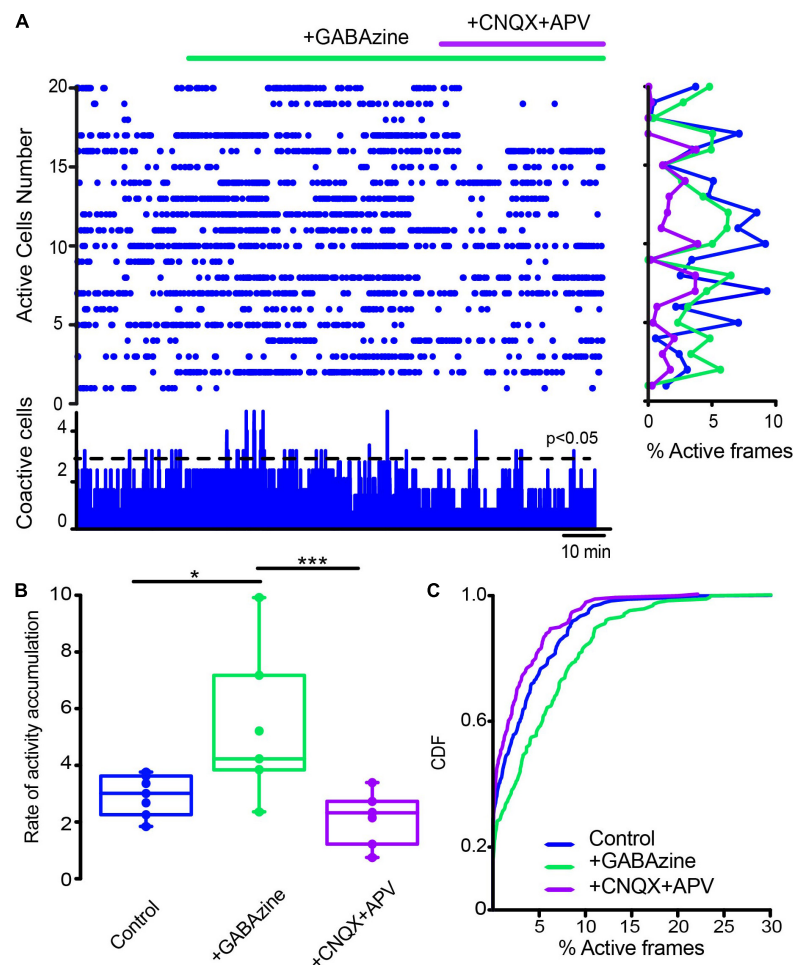 A
+GABAzine
+CNQX+APV
Active Cells Number
20
15
10
5
0
0
5
10
% Active frames
Coactive cells
4
2
0
p<0.05
10 min
B
*
***
Rate of activity accumulation
10
8
6
4
2
0
Control
+GABAzine
+CNQX+APV
C
CDF
1.0
0.6
0.2
0
5
10
15
20
25
30
% Active frames
Control
+GABAzine
+CNQX+APV